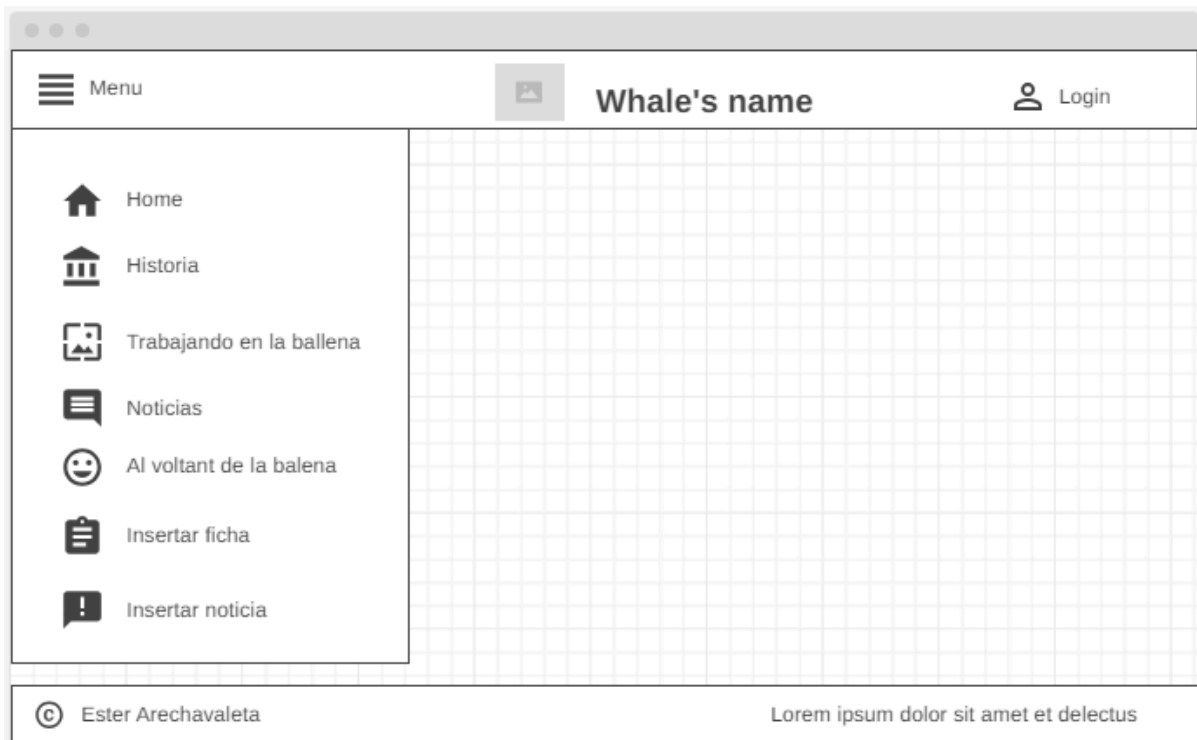 Menu
Whale's name
Login
Home
Historia
Trabajando en la ballena
Noticias
Al voltant de la balena
Insertar ficha
Insertar noticia
© Ester Arechavaleta
Lorem ipsum dolor sit amet et delectus